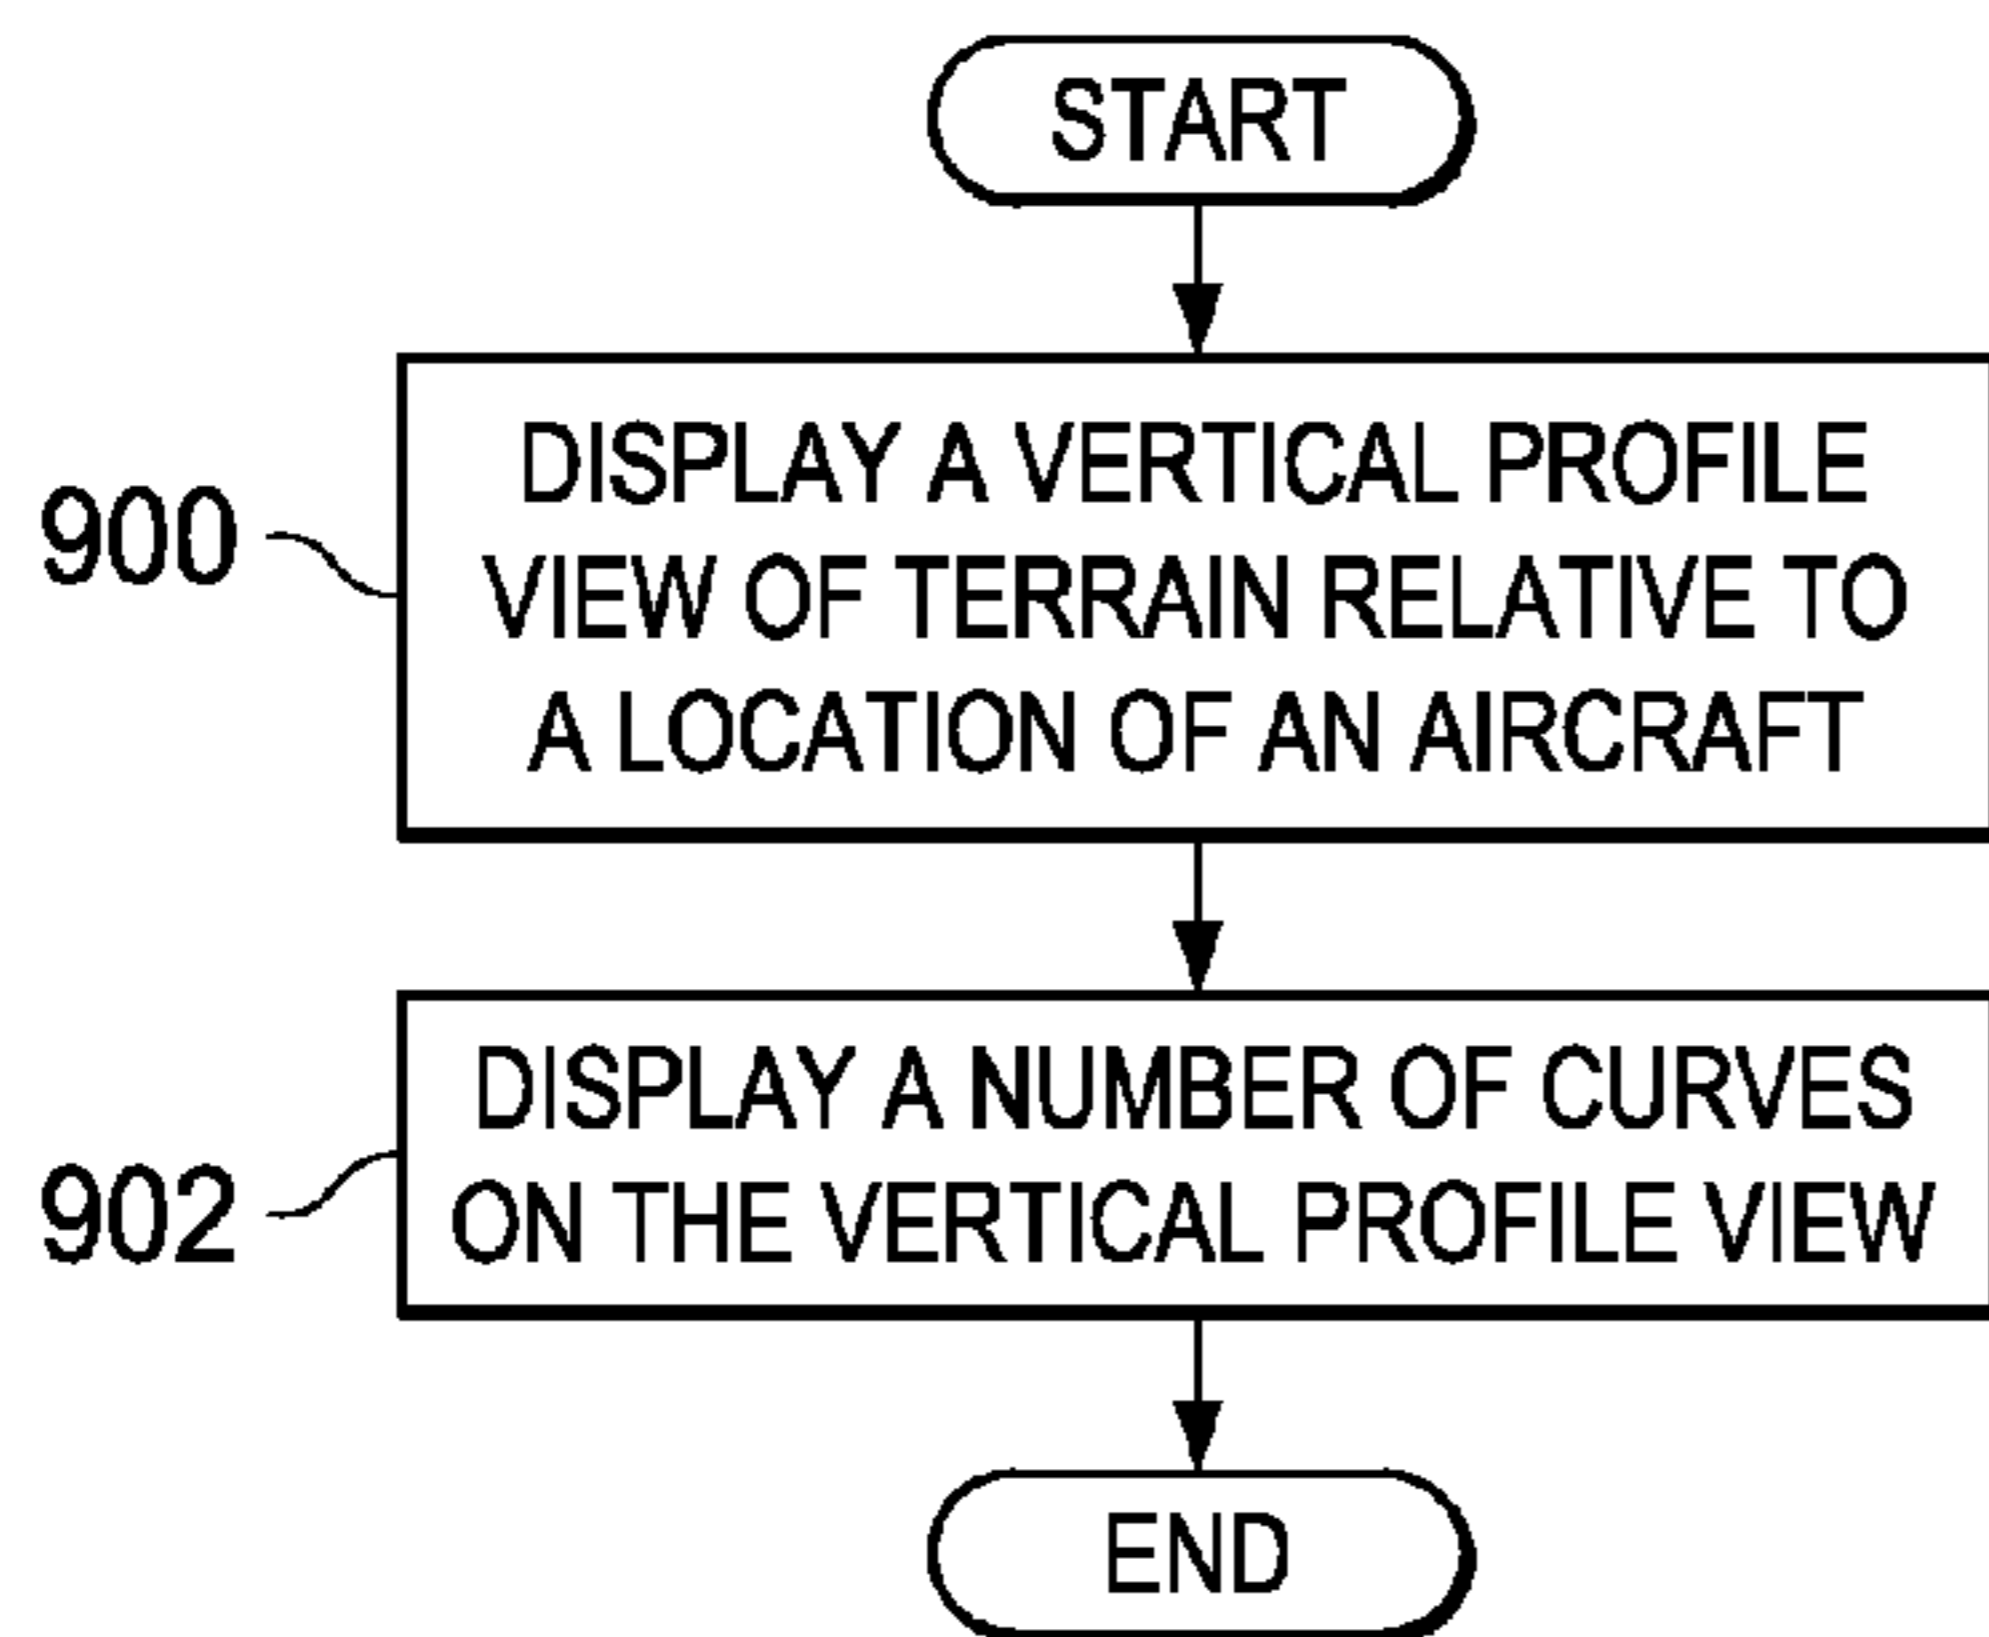 START
DISPLAY A VERTICAL PROFILE
VIEW OF TERRAIN RELATIVE TO
A LOCATION OF AN AIRCRAFT
900
DISPLAY A NUMBER OF CURVES
ON THE VERTICAL PROFILE VIEW
902
END